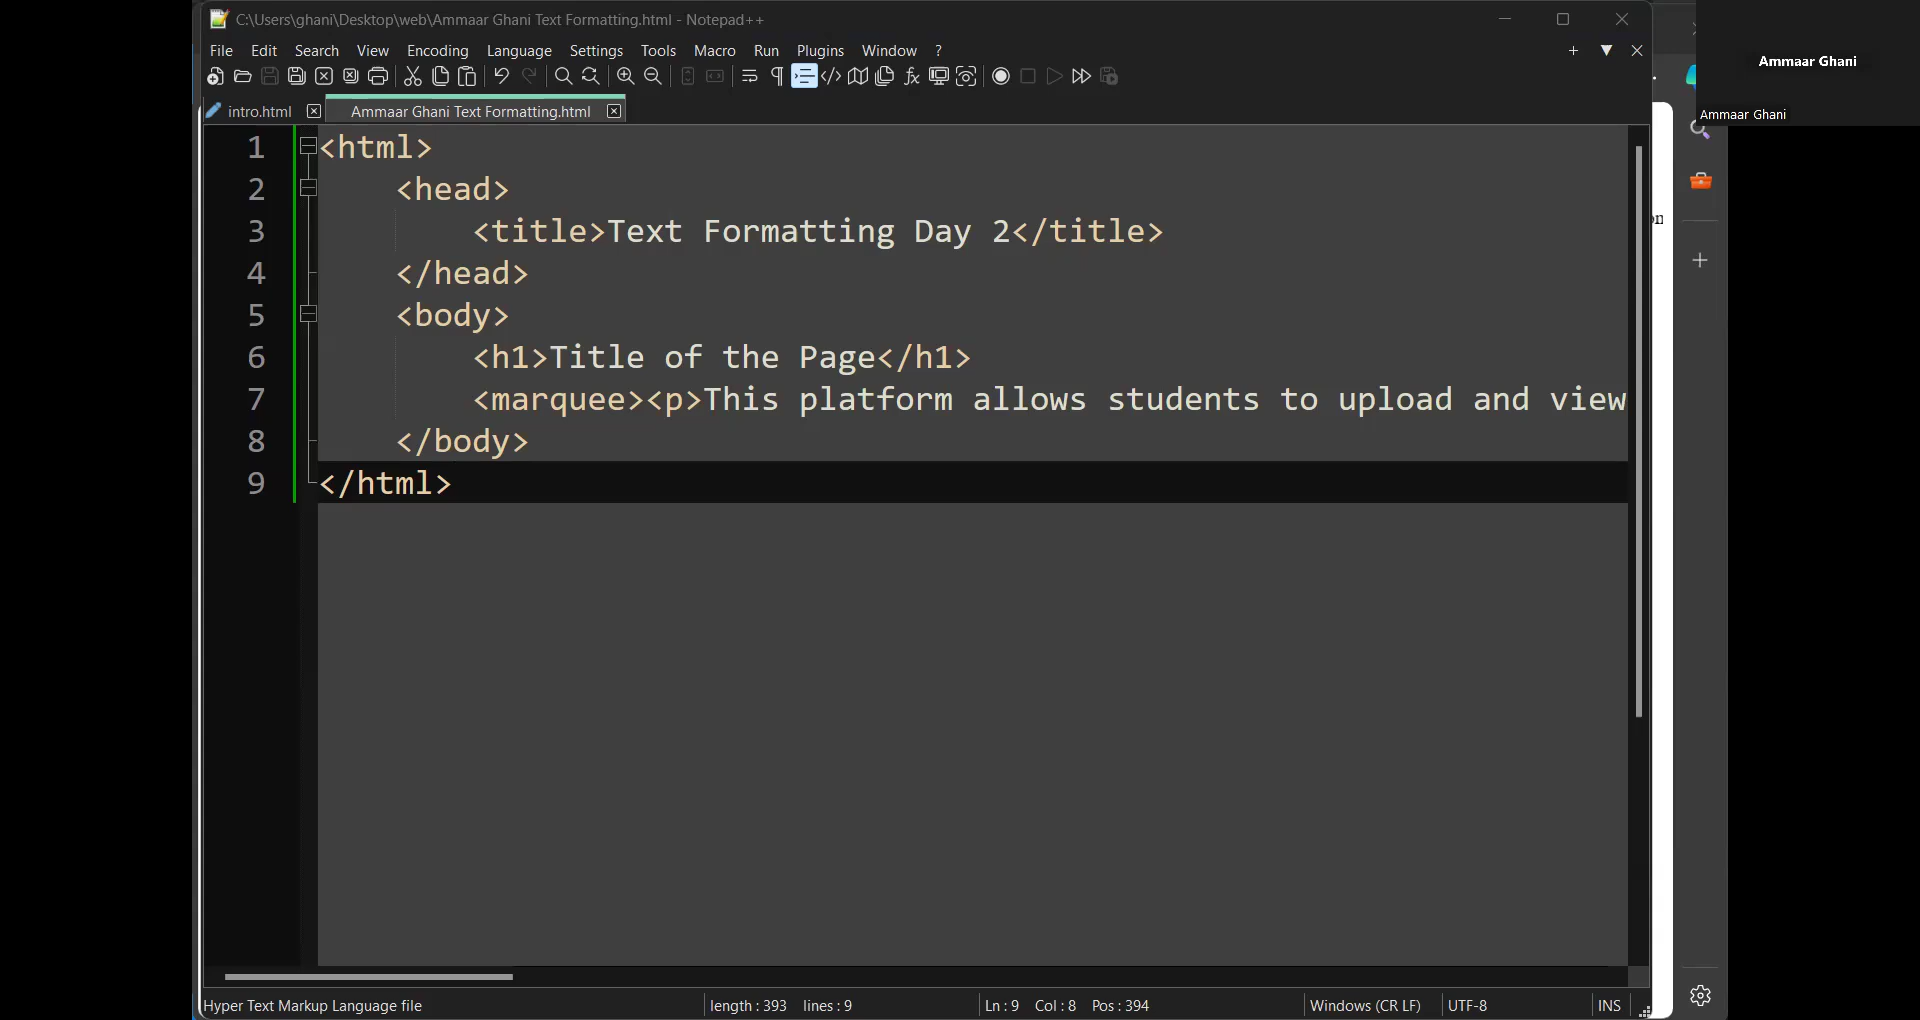 C:\Users\ghani\Desktop\web\Ammaar Ghani Text Formatting.html - Notepad++
Ammaar Ghani
File Edit Search View Encoding Language Settings Tools Macro Run Plugins Window ?
Ammaar Ghani
intro.html Ammaar Ghani Text Formatting.html
1 <html>
2 <head>
3 <title>Text Formatting Day 2</title>
4 </head>
5 <body>
6 <h1>Title of the Page</h1>
7 <marquee><p>This platform allows students to upload and view
8 </body>
9 </html>
Hyper Text Markup Language file length : 393 lines : 9 Ln : 9 Col : 8 Pos : 394 Windows (CR LF) UTF-8 INS